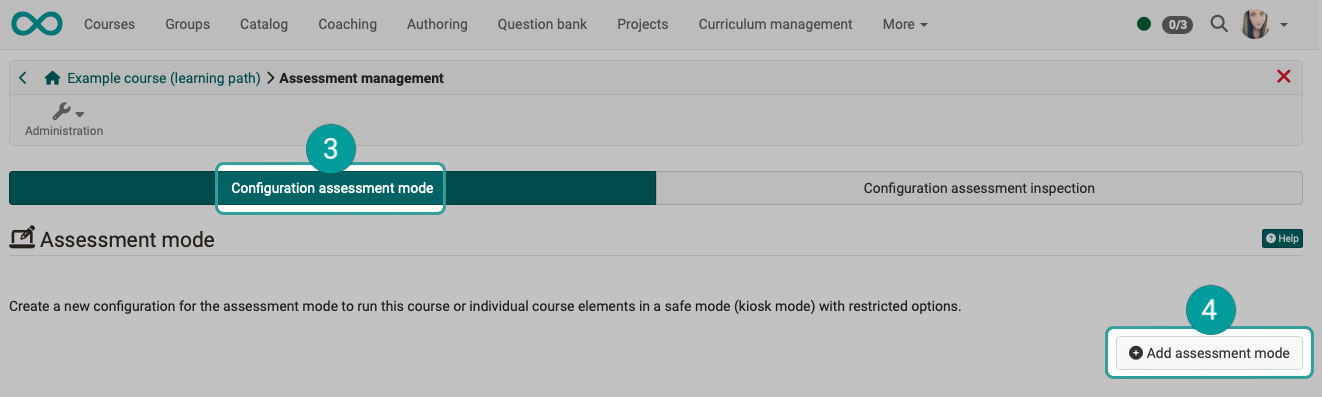 Courses Groups Catalog Coaching Authoring Question bank Projects Curriculum management More 0/3
Example course (learning path) Assessment management
Administration
3
Configuration assessment mode Configuration assessment inspection
Assessment mode Help
Create a new configuration for the assessment mode to run this course or individual course elements in a safe mode (kiosk mode) with restricted options.
4
Add assessment mode